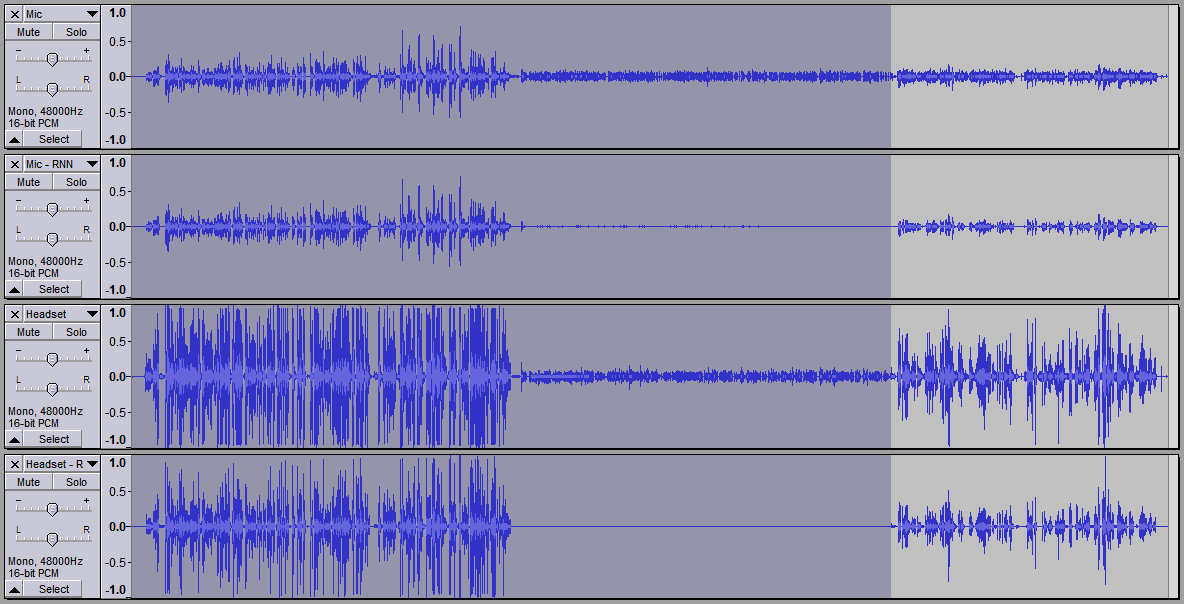 Mic
Mute Solo
- +
L R
Mono, 48000Hz
16-bit PCM
Select
1.0
0.5
0.0
-0.5
-1.0
Mic - RNN
Mute Solo
- +
L R
Mono, 48000Hz
16-bit PCM
Select
1.0
0.5
0.0
-0.5
-1.0
Headset
Mute Solo
- +
L R
Mono, 48000Hz
16-bit PCM
Select
1.0
0.5
0.0
-0.5
-1.0
Headset - R
Mute Solo
- +
L R
Mono, 48000Hz
16-bit PCM
Select
1.0
0.5
0.0
-0.5
-1.0